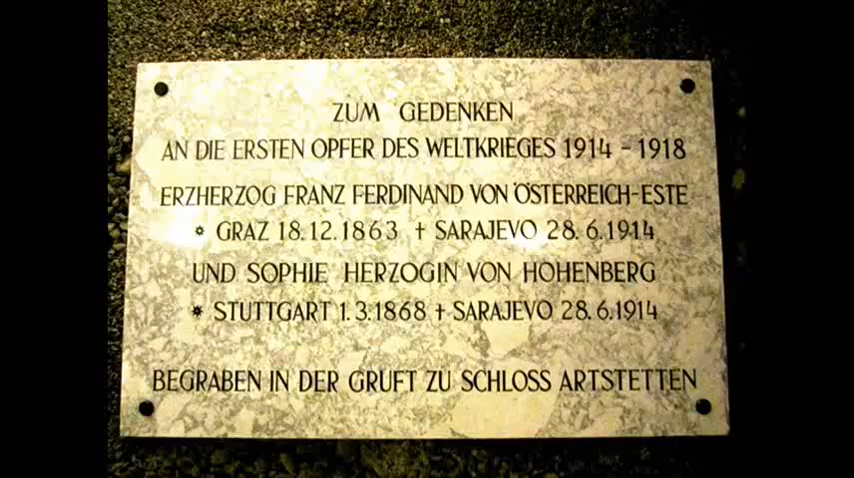 ZUM GEDENKEN
AN DIE ERSTEN OPFER DES WELTKRIEGES 1914 - 1918
ERZHERZOG FRANZ FERDINAND VON ÖSTERREICH-ESTE
* GRAZ 18.12.1863 † SARAJEVO 28.6.1914
UND SOPHIE HERZOGIN VON HOHENBERG
* STUTTGART 1.3.1868 † SARAJEVO 28.6.1914
BEGRABEN IN DER GRUFT ZU SCHLOSS ARTSTETTEN